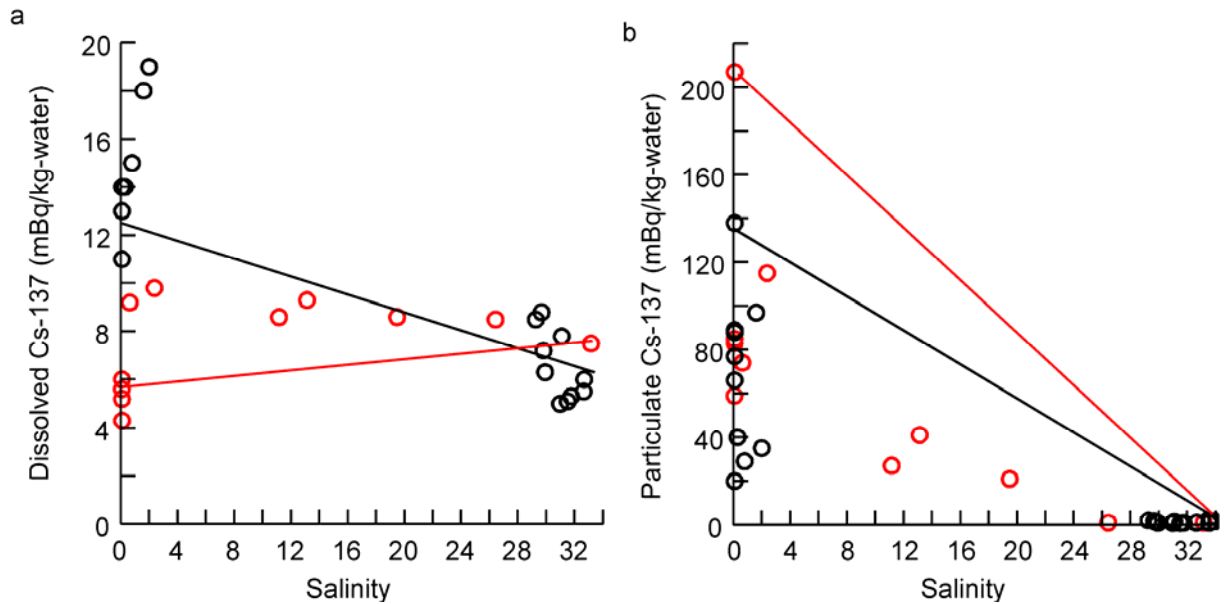 a
Dissolved Cs-137 (mBq/kg-water)
20
16
12
8
4
0
0 4 8 12 16 20 24 28 32
Salinity
b
Particulate Cs-137 (mBq/kg-water)
200
160
120
80
40
0
0 4 8 12 16 20 24 28 32
Salinity